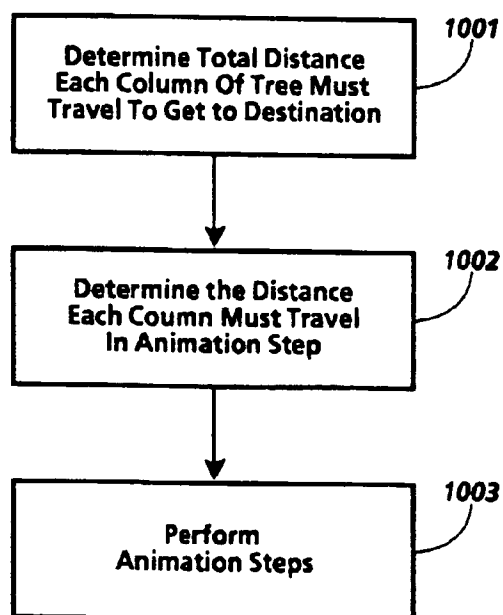 1001
Determine Total Distance
Each Column Of Tree Must
Travel To Get to Destination
1002
Determine the Distance
Each Coumn Must Travel
In Animation Step
1003
Perform
Animation Steps